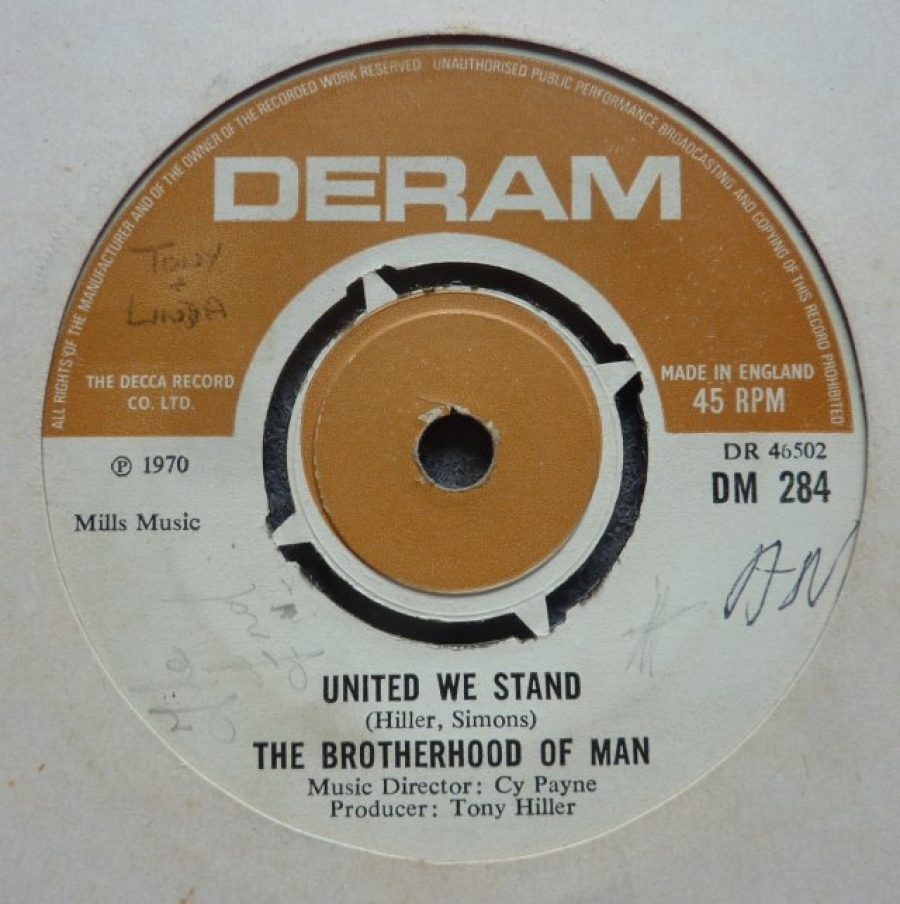 ALL RIGHTS OF THE MANUFACTURER AND OF THE OWNER OF THE RECORDED WORK RESERVED UNAUTHORISED PUBLIC PERFORMANCE BROADCASTING AND COPYING OF THIS RECORD PROHIBITED
DERAM
TONY
+
LINDA
THE DECCA RECORD
CO. LTD.
MADE IN ENGLAND
45 RPM
℗ 1970
DR 46502
DM 284
Mills Music
UNITED WE STAND
(Hiller, Simons)
THE BROTHERHOOD OF MAN
Music Director: Cy Payne
Producer: Tony Hiller